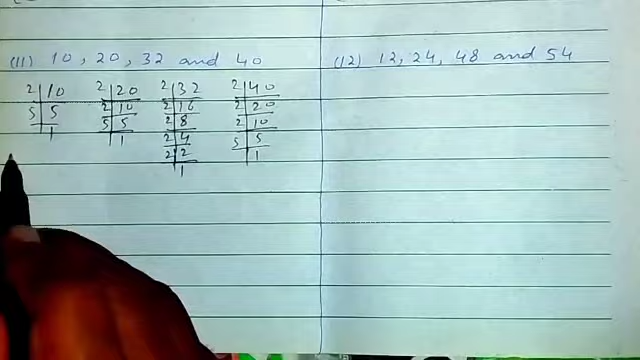 (11) 10, 20, 32 and 40
2 | 10
5 | 5
1
2 | 20
2 | 10
5 | 5
1
2 | 32
2 | 16
2 | 8
2 | 4
2 | 2
1
2 | 40
2 | 20
2 | 10
5 | 5
1
(12) 12, 24, 48 and 54